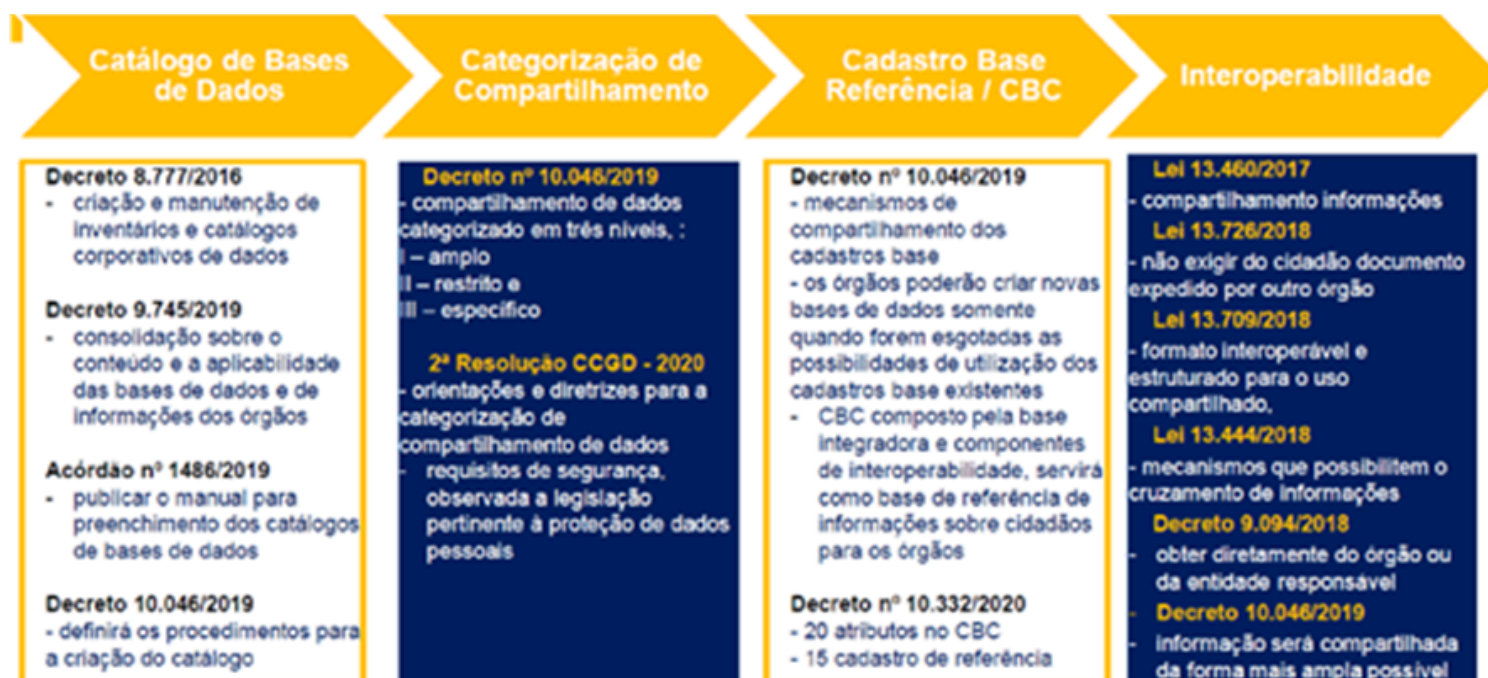 Catálogo de Bases
de Dados
Decreto 8.777/2016
- criação e manutenção de
inventários e catálogos
corporativos de dados
Decreto 9.745/2019
- consolidação sobre o
conteúdo e a aplicabilidade
das bases de dados e de
informações dos órgãos
Acórdão nº 1486/2019
- publicar o manual para
preenchimento dos catálogos
de bases de dados
Decreto 10.046/2019
- definirá os procedimentos para
a criação do catálogo
Categorização de
Compartilhamento
Decreto nº 10.046/2019
- compartilhamento de dados
categorizado em três níveis, :
I – amplo
II – restrito e
III – específico
2ª Resolução CCGD - 2020
- orientações e diretrizes para a
categorização de
compartilhamento de dados
- requisitos de segurança,
observada a legislação
pertinente à proteção de dados
pessoais
Cadastro Base
Referência / CBC
Decreto nº 10.046/2019
- mecanismos de
compartilhamento dos
cadastros base
- os órgãos poderão criar novas
bases de dados somente
quando forem esgotadas as
possibilidades de utilização dos
cadastros base existentes
- CBC composto pela base
integradora e componentes
de interoperabilidade, servirá
como base de referência de
informações sobre cidadãos
para os órgãos
Decreto nº 10.332/2020
- 20 atributos no CBC
- 15 cadastro de referência
Interoperabilidade
Lei 13.460/2017
- compartilhamento informações
Lei 13.726/2018
- não exigir do cidadão documento
expedido por outro órgão
Lei 13.709/2018
- formato interoperável e
estruturado para o uso
compartilhado,
Lei 13.444/2018
- mecanismos que possibilitem o
cruzamento de informações
Decreto 9.094/2018
- obter diretamente do órgão ou
da entidade responsável
- Decreto 10.046/2019
- informação será compartilhada
da forma mais ampla possível